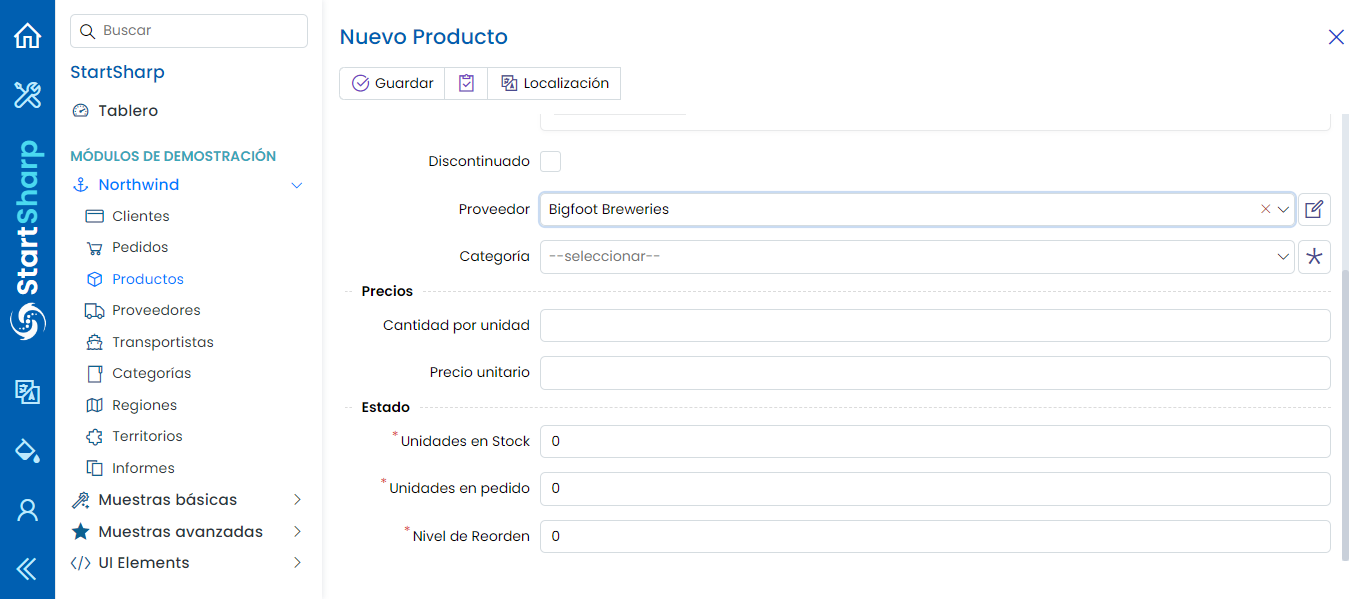 StartSharp
Buscar
StartSharp
Tablero
MÓDULOS DE DEMOSTRACIÓN
Northwind
Clientes
Pedidos
Productos
Proveedores
Transportistas
Categorías
Regiones
Territorios
Informes
Muestras básicas
Muestras avanzadas
UI Elements
Nuevo Producto
Guardar
Localización
Discontinuado
Proveedor Bigfoot Breweries
Categoría --seleccionar--
Precios
Cantidad por unidad
Precio unitario
Estado
*Unidades en Stock 0
*Unidades en pedido 0
*Nivel de Reorden 0